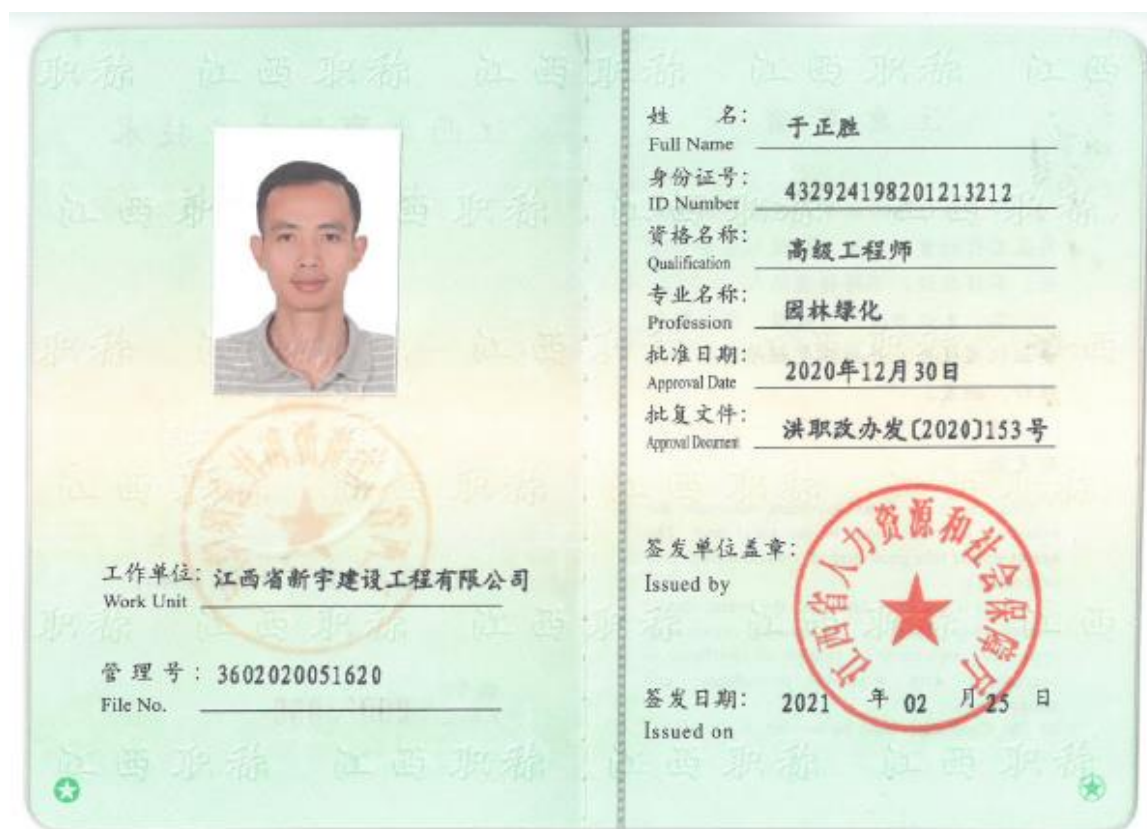 工作单位: 江西省新宇建设工程有限公司
Work Unit
管 理 号: 3602020051620
File No.
姓 名: 于正胜
Full Name
身份证号: 432924198201213212
ID Number
资格名称: 高级工程师
Qualification
专业名称: 园林绿化
Profession
批准日期: 2020年12月30日
Approval Date
批复文件: 洪职改办发〔2020〕153号
Approval Document
签发单位盖章:
Issued by
江西省人力资源和社会保障厅
签发日期: 2021 年 02 月 25 日
Issued on
江西职称